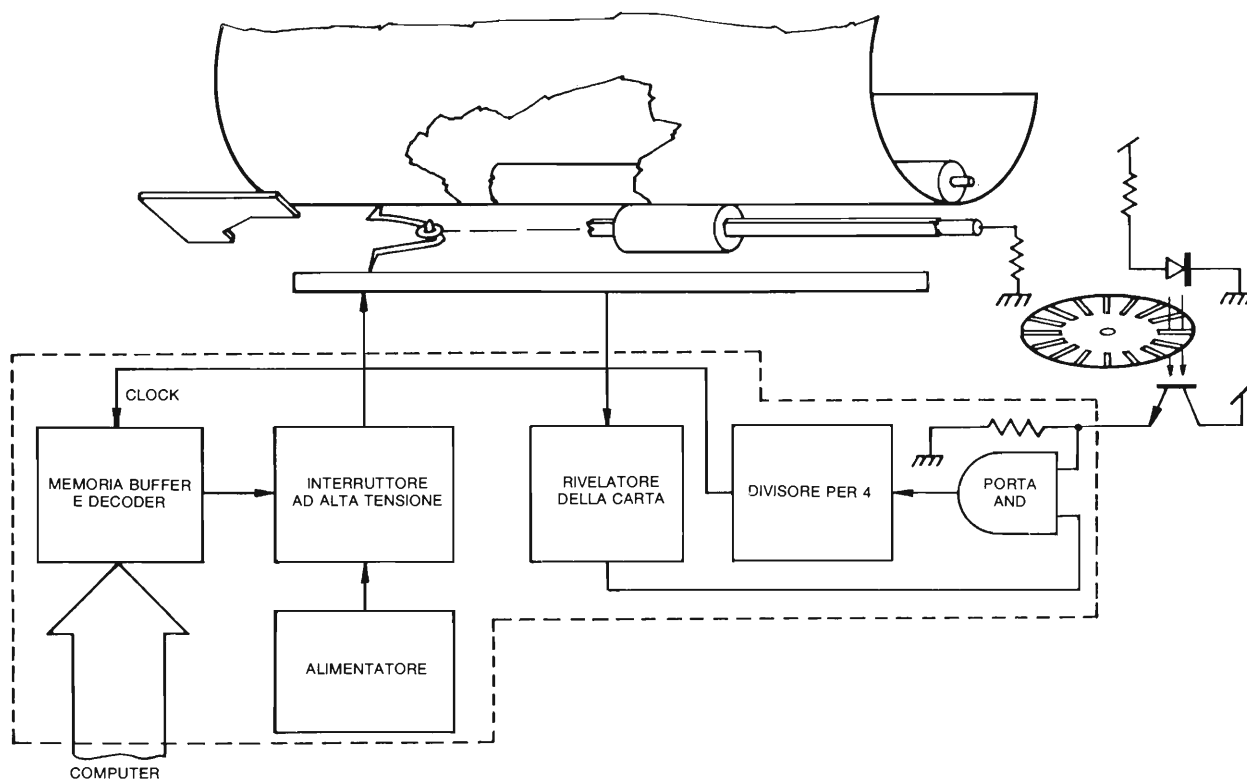 CLOCK
MEMORIA BUFFER
E DECODER
INTERRUTTORE
AD ALTA TENSIONE
RIVELATORE
DELLA CARTA
DIVISORE PER 4
PORTA
AND
ALIMENTATORE
COMPUTER